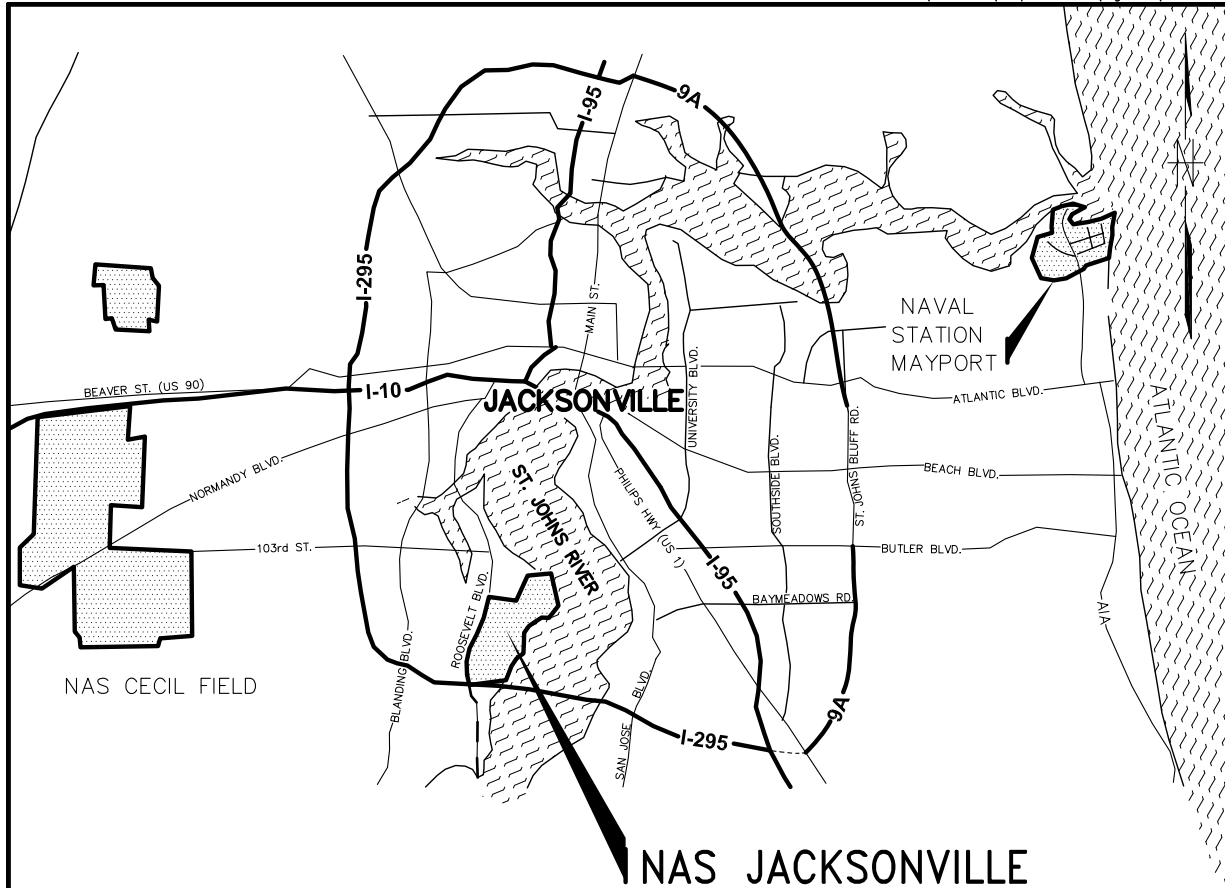 I-95
9A
I-295
NAVAL
STATION
MAYPORT
MAIN ST.
UNIVERSITY BLVD.
BEAVER ST. (US 90)
I-10
JACKSONVILLE
ATLANTIC BLVD.
ATLANTIC OCEAN
NORMANDY BLVD.
ST. JOHNS RIVER
PHILIPS HWY (US 1)
SOUTHSIDE BLVD.
ST. JOHNS BLUFF RD.
BEACH BLVD.
103rd ST.
BUTLER BLVD.
I-95
BAYMEADOWS RD.
A1A
ROOSEVELT BLVD.
BLANDING BLVD.
NAS CECIL FIELD
SAN JOSE BLVD.
9A
I-295
NAS JACKSONVILLE